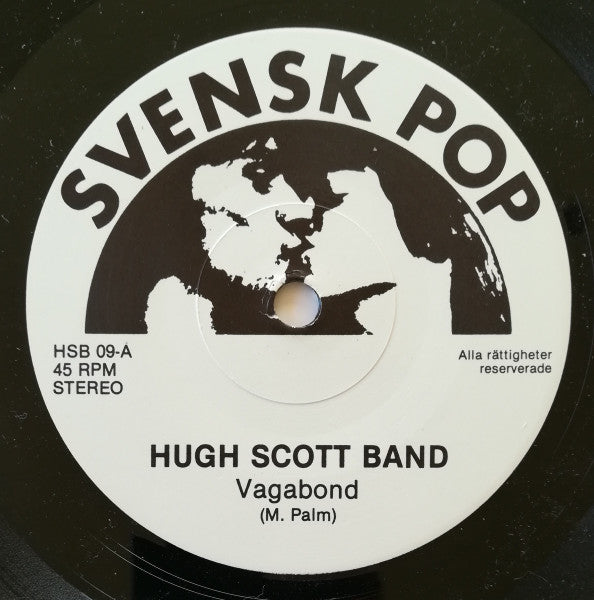 SVENSK POP
HSB 09-A
45 RPM
STEREO
Alla rättigheter
reserverade
HUGH SCOTT BAND
Vagabond
(M. Palm)